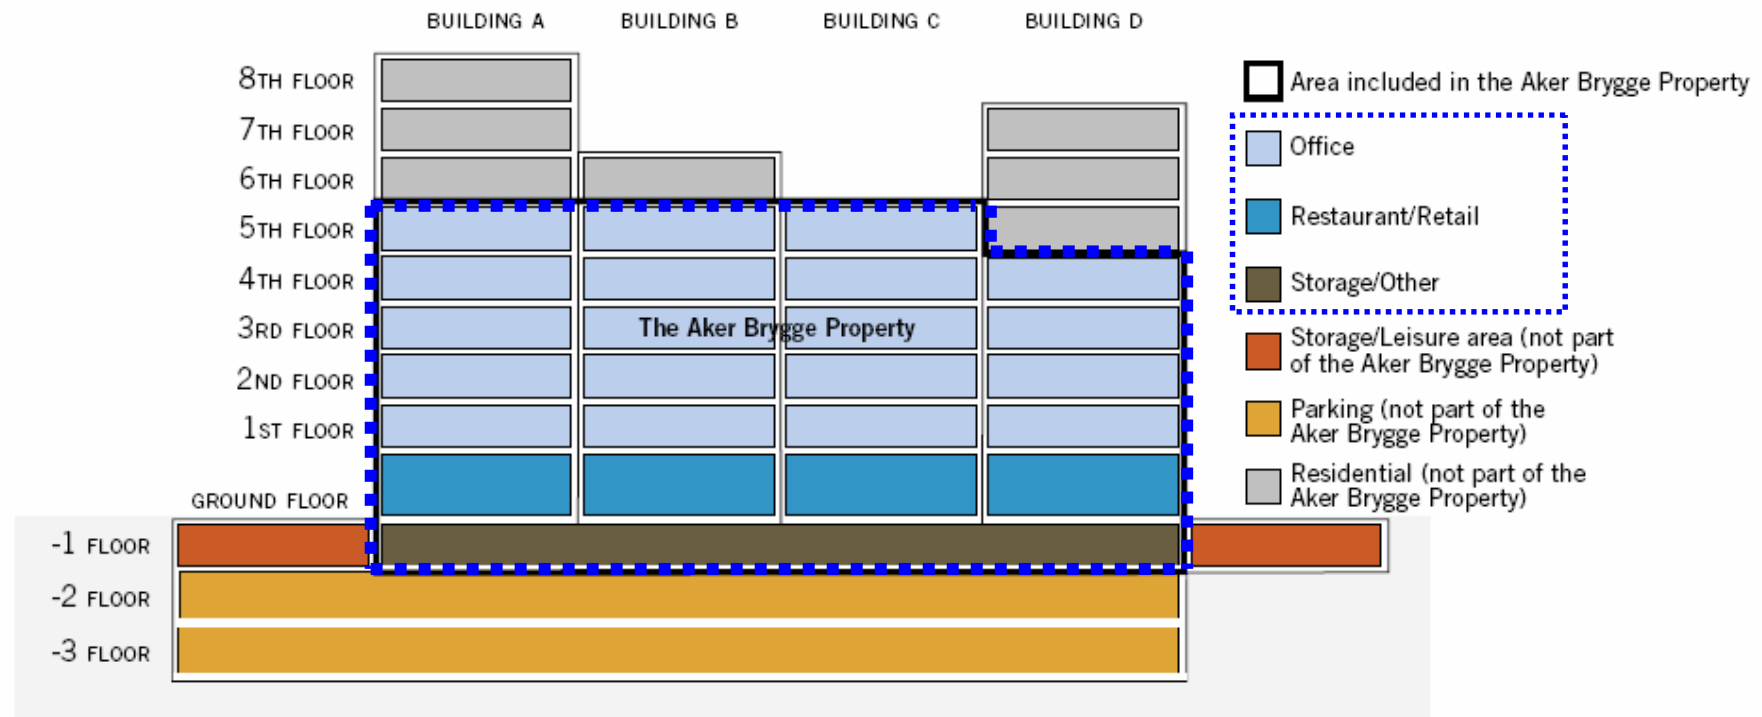 BUILDING A
BUILDING B
BUILDING C
BUILDING D
8TH FLOOR
7TH FLOOR
6TH FLOOR
5TH FLOOR
4TH FLOOR
3RD FLOOR
2ND FLOOR
1ST FLOOR
GROUND FLOOR
-1 FLOOR
-2 FLOOR
-3 FLOOR
The Aker Brygge Property
Area included in the Aker Brygge Property
Office
Restaurant/Retail
Storage/Other
Storage/Leisure area (not part
of the Aker Brygge Property)
Parking (not part of the
Aker Brygge Property)
Residential (not part of the
Aker Brygge Property)